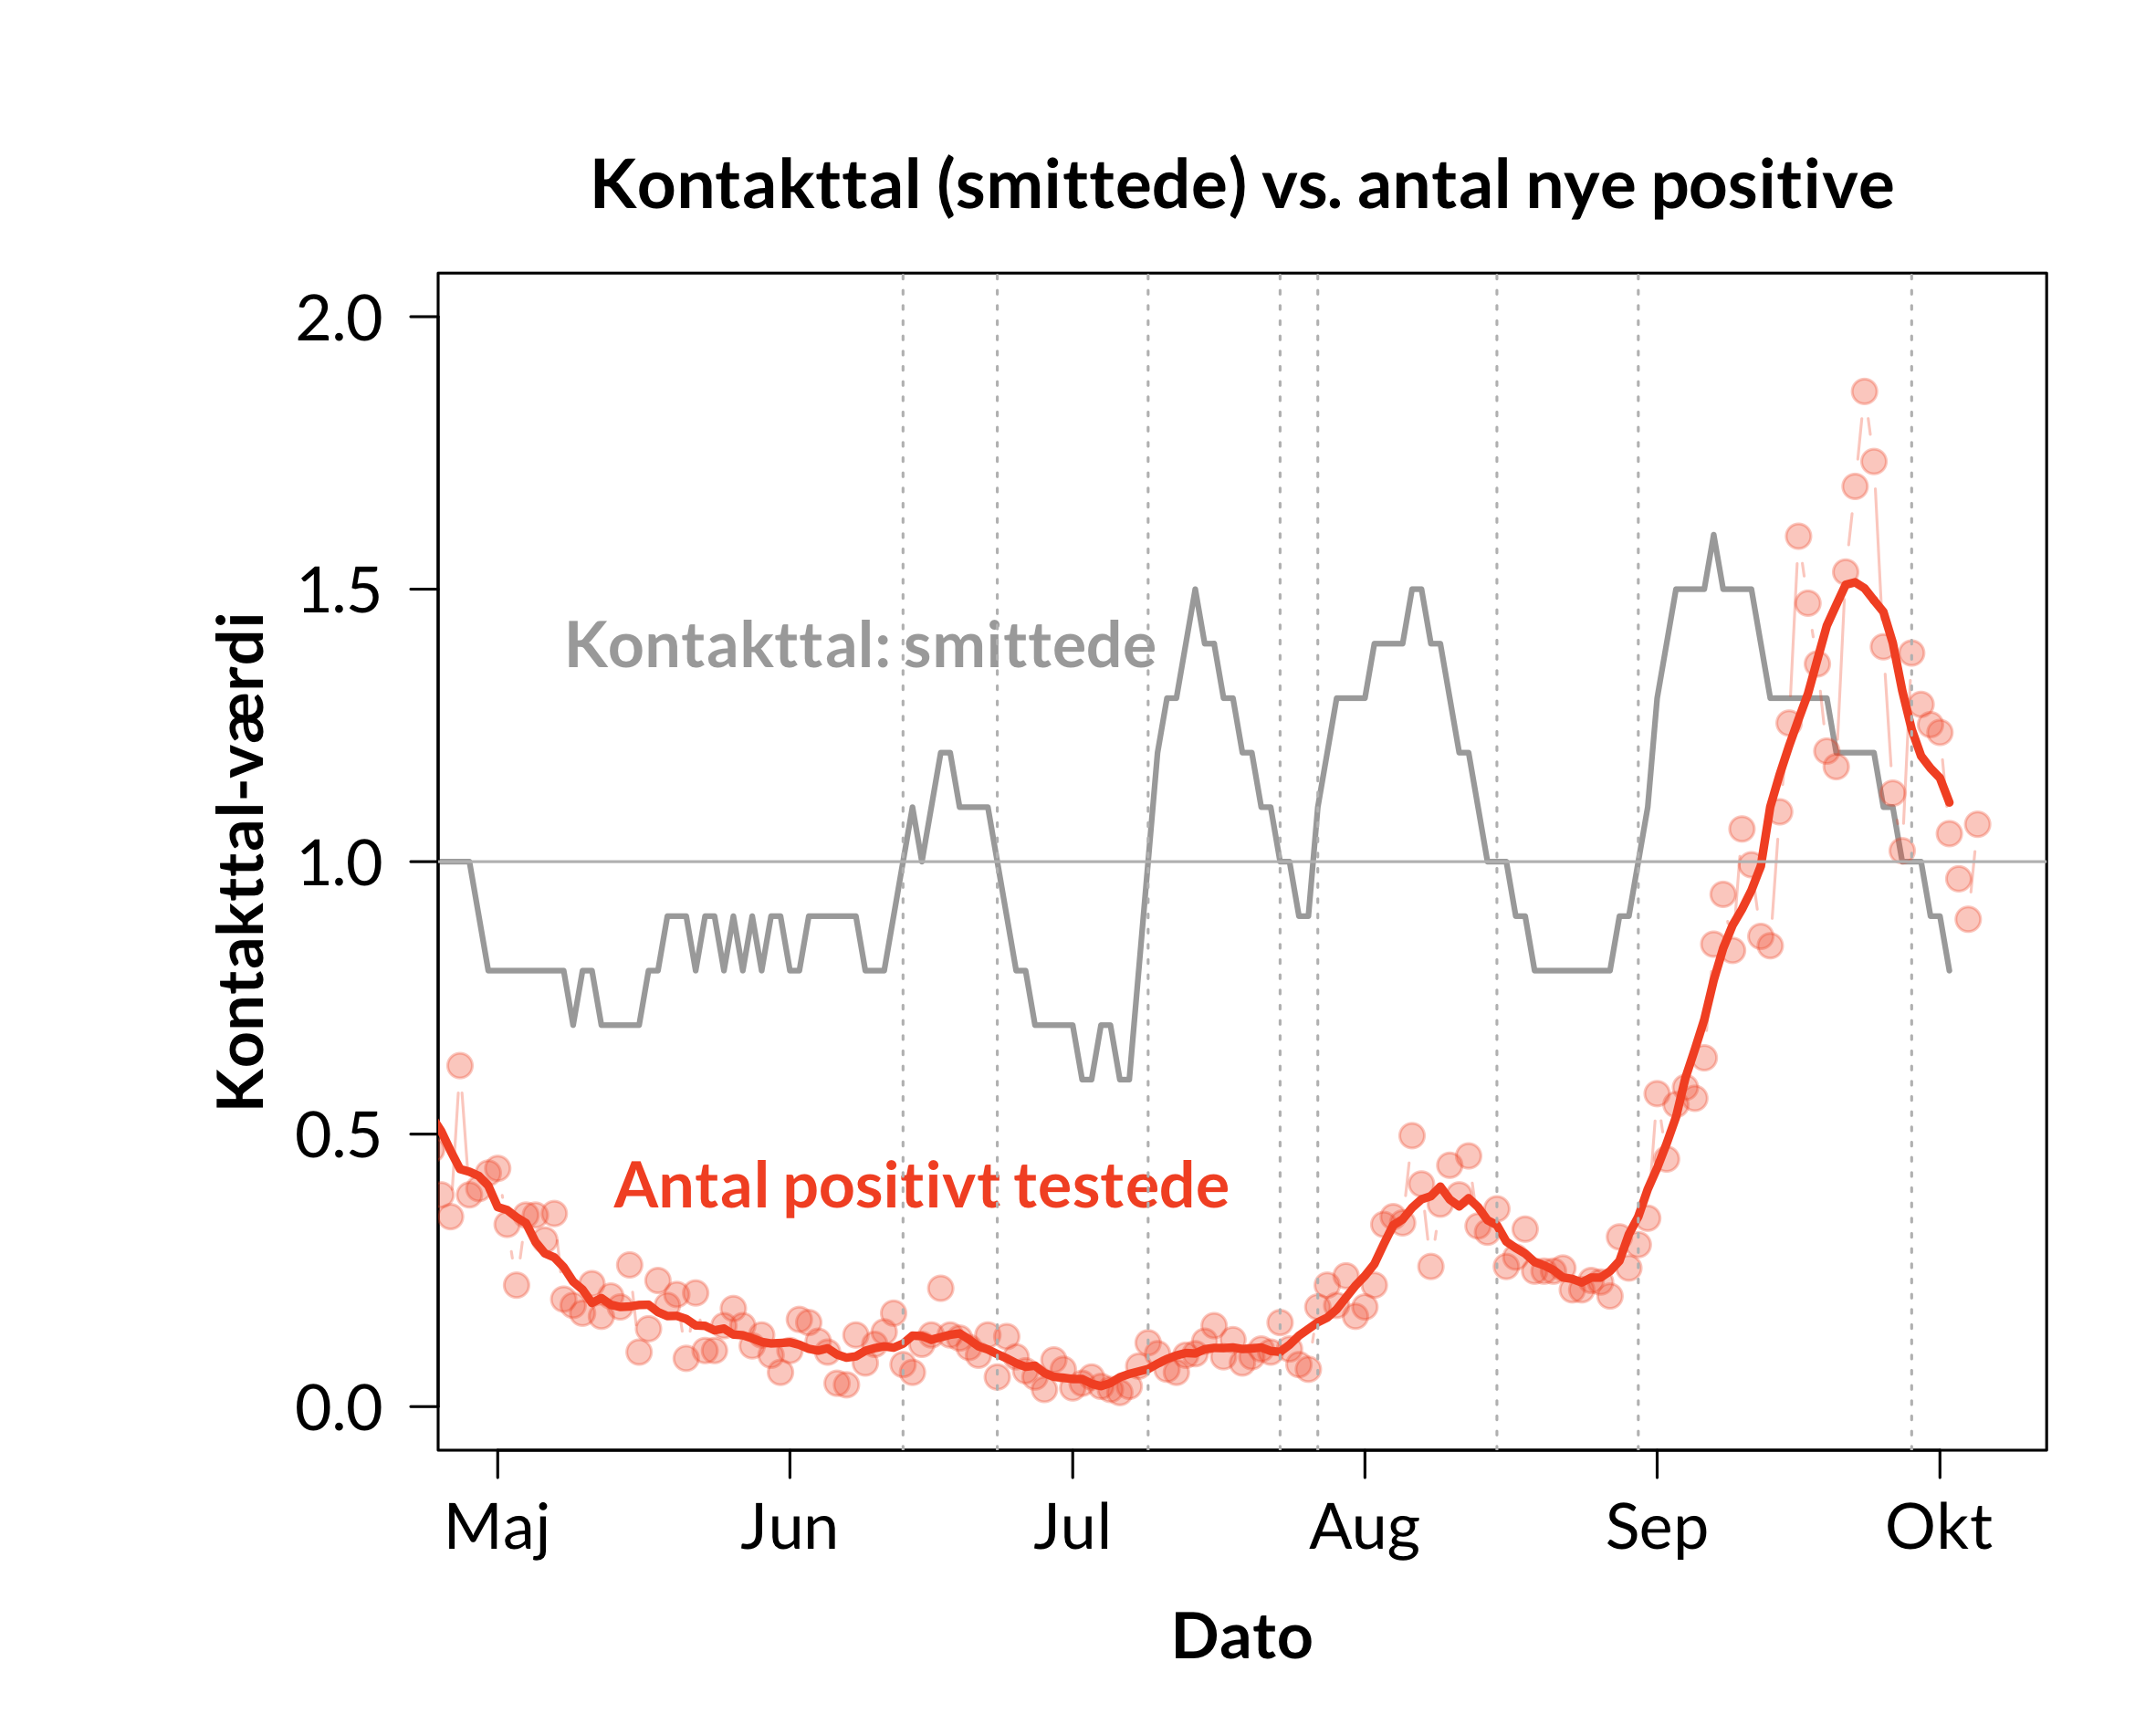 Kontakttal (smittede) vs. antal nye positive
Kontakttal-værdi
2.0
1.5
1.0
0.5
0.0
Kontakttal: smittede
Antal positivt testede
Maj
Jun
Jul
Aug
Sep
Okt
Dato